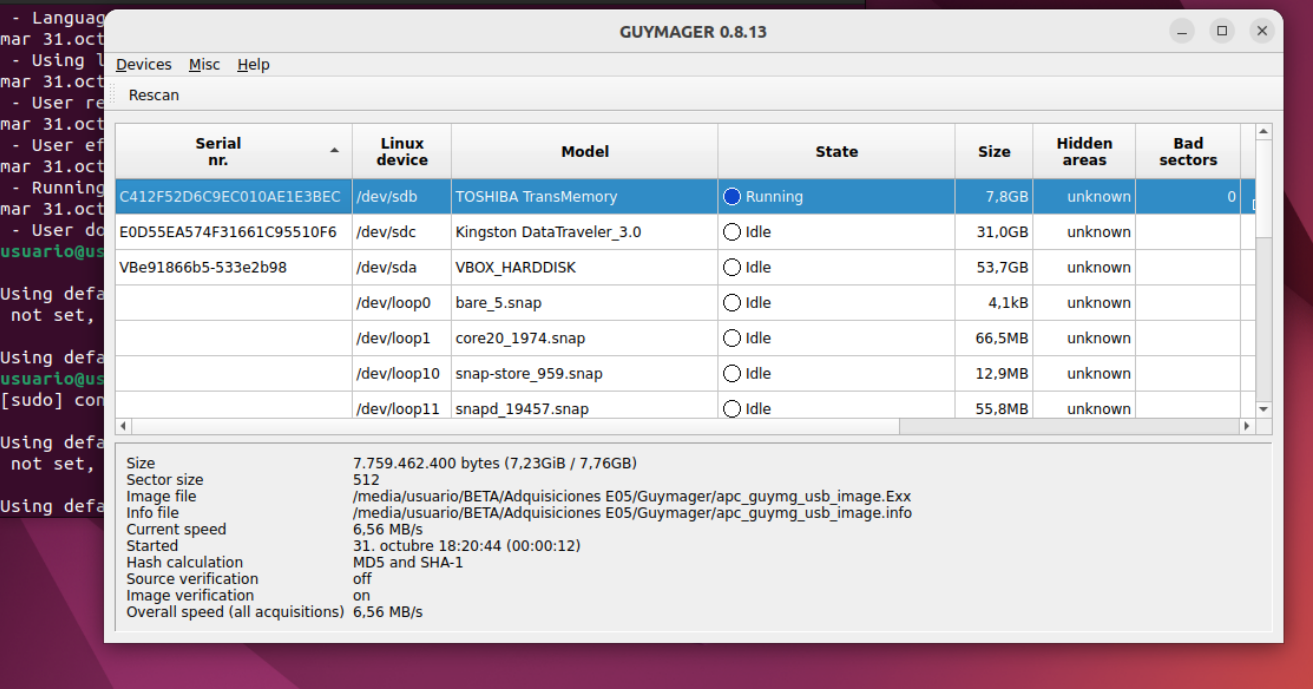 - Languag
mar 31.oct
- Using l
mar 31.oct
- User re
mar 31.oct
- User ef
mar 31.oct
- Running
mar 31.oct
- User do
usuario@us
Using defa
not set,
Using defa
usuario@us
[sudo] con
Using defa
not set,
Using defa
GUYMAGER 0.8.13
Devices Misc Help
Rescan
Serial nr. Linux device Model State Size Hidden areas Bad sectors
C412F52D6C9EC010AE1E3BEC /dev/sdb TOSHIBA TransMemory Running 7,8GB unknown 0
E0D55EA574F31661C95510F6 /dev/sdc Kingston DataTraveler_3.0 Idle 31,0GB unknown
VBe91866b5-533e2b98 /dev/sda VBOX_HARDDISK Idle 53,7GB unknown
/dev/loop0 bare_5.snap Idle 4,1kB unknown
/dev/loop1 core20_1974.snap Idle 66,5MB unknown
/dev/loop10 snap-store_959.snap Idle 12,9MB unknown
/dev/loop11 snapd_19457.snap Idle 55,8MB unknown
Size 7.759.462.400 bytes (7,23GiB / 7,76GB)
Sector size 512
Image file /media/usuario/BETA/Adquisiciones E05/Guymager/apc_guymg_usb_image.Exx
Info file /media/usuario/BETA/Adquisiciones E05/Guymager/apc_guymg_usb_image.info
Current speed 6,56 MB/s
Started 31. octubre 18:20:44 (00:00:12)
Hash calculation MD5 and SHA-1
Source verification off
Image verification on
Overall speed (all acquisitions) 6,56 MB/s